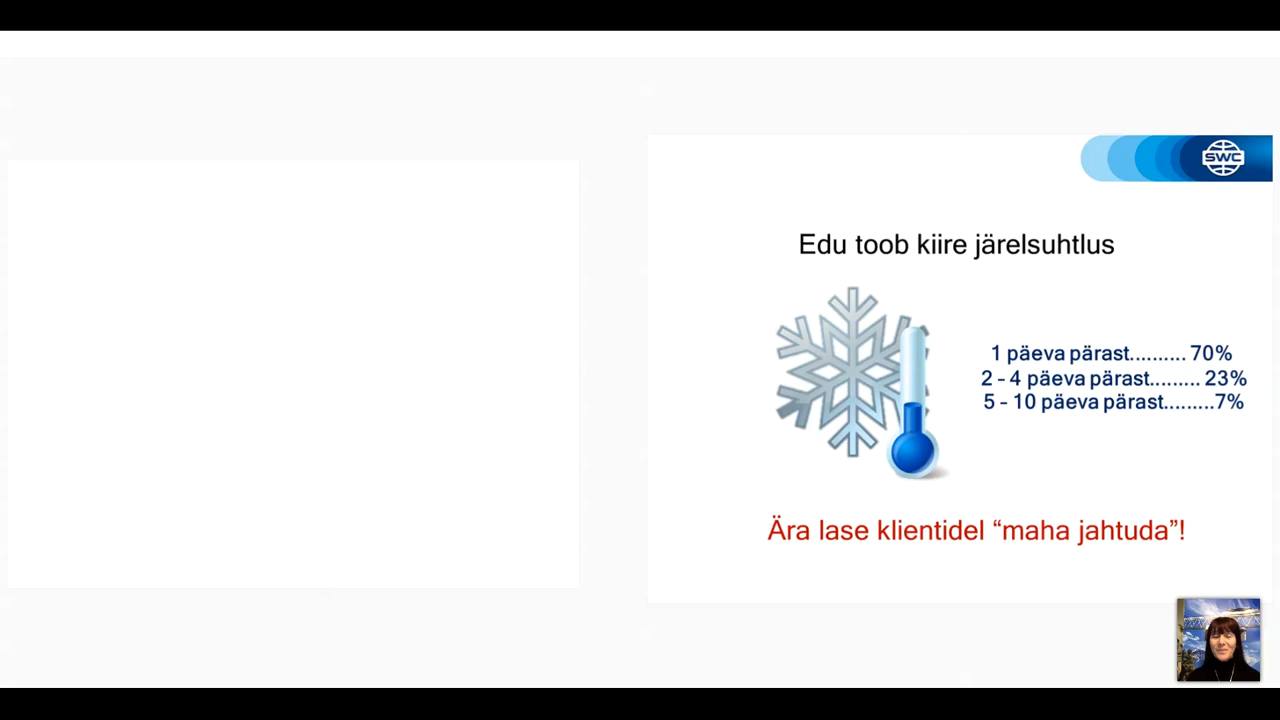 SWC
Edu toob kiire järelsuhtlus
1 päeva pärast.......... 70%
2 - 4 päeva pärast......... 23%
5 - 10 päeva pärast.........7%
Ära lase klientidel “maha jahtuda”!